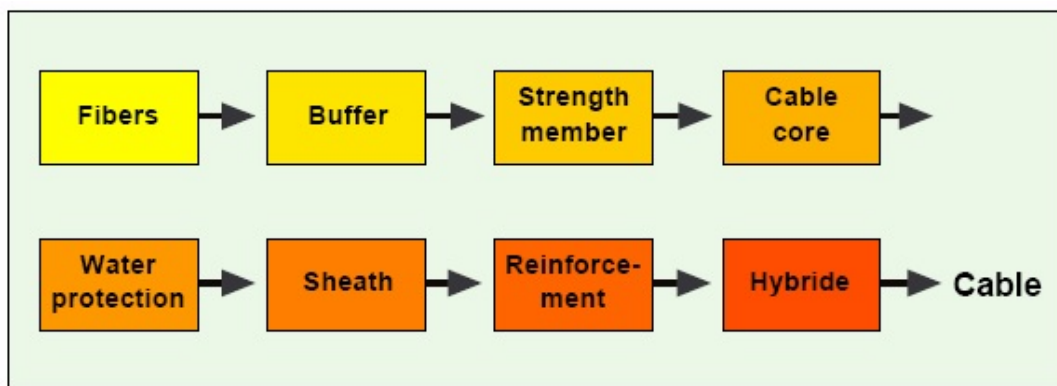 Fibers
Buffer
Strength
member
Cable
core
Water
protection
Sheath
Reinforce-
ment
Hybride
Cable